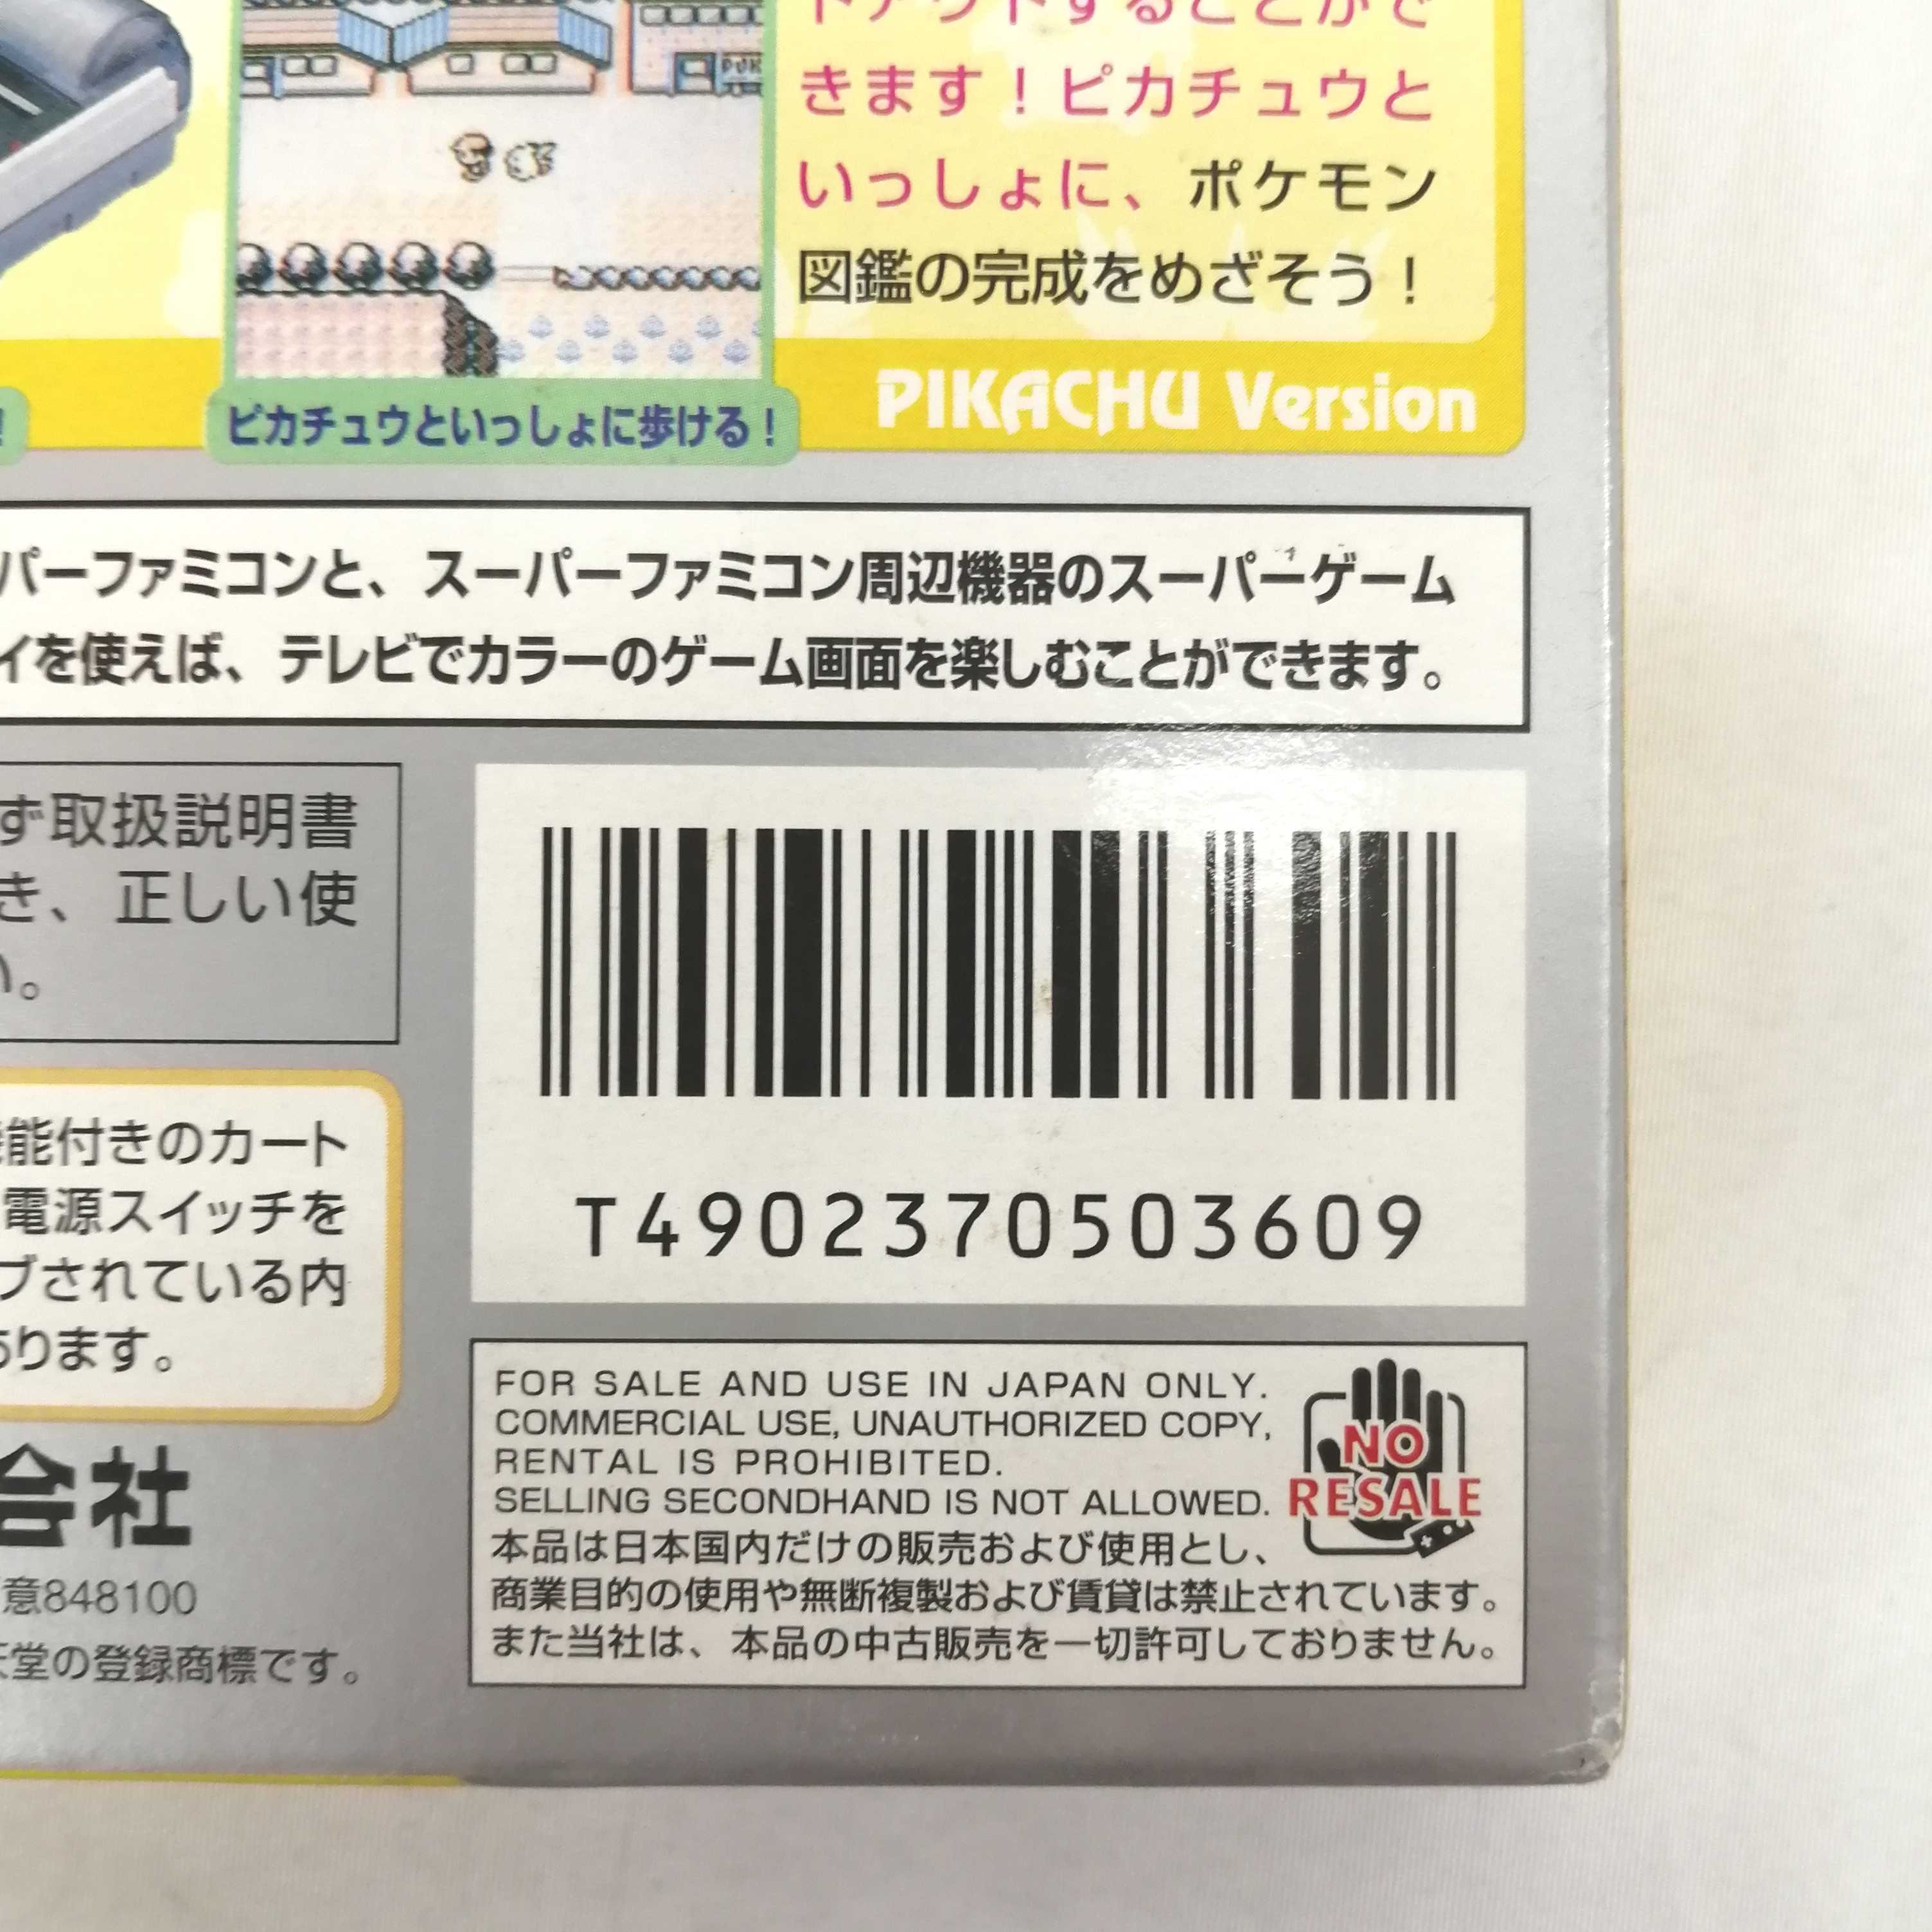 ドアウトすることがで
きます！ピカチュウと
いっしょに、ポケモン
図鑑の完成をめざそう！
PIKACHU Version
!
ピカチュウといっしょに歩ける！
パーファミコンと、スーパーファミコン周辺機器のスーパーゲーム
イを使えば、テレビでカラーのゲーム画面を楽しむことができます。
ず取扱説明書
き、正しい使
い。
能付きのカート
電源スイッチを
ブされている内
あります。
会社
意848100
天堂の登録商標です。
T4902370503609
FOR SALE AND USE IN JAPAN ONLY.
COMMERCIAL USE, UNAUTHORIZED COPY,
RENTAL IS PROHIBITED.
SELLING SECONDHAND IS NOT ALLOWED.
NO
RESALE
本品は日本国内だけの販売および使用とし、
商業目的の使用や無断複製および賃貸は禁止されています。
また当社は、本品の中古販売を一切許可しておりません。